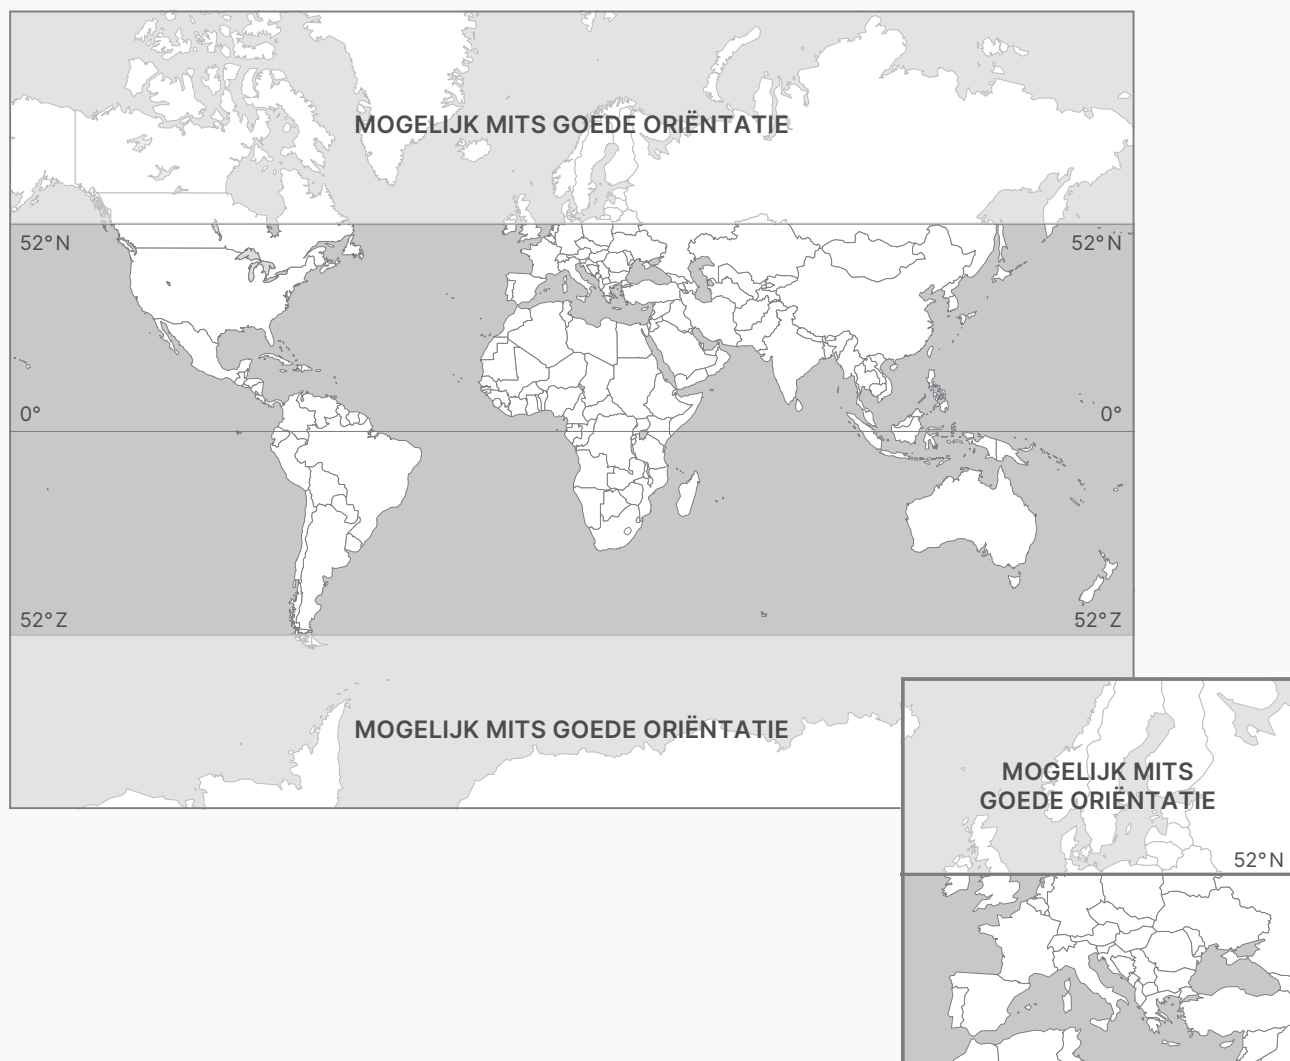 MOGELIJK MITS GOEDE ORIËNTATIE
52°N 52°N
0° 0°
52°Z 52°Z
MOGELIJK MITS GOEDE ORIËNTATIE
MOGELIJK MITS
GOEDE ORIËNTATIE
52°N